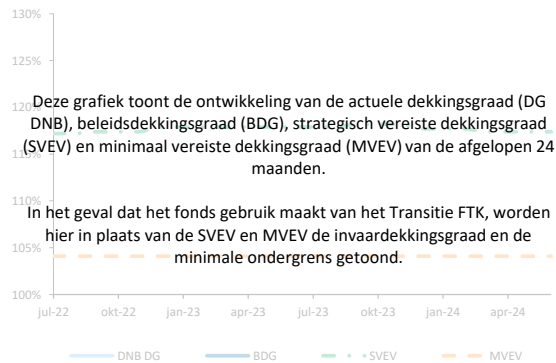 130%
125%
120%
Deze grafiek toont de ontwikkeling van de actuele dekkingsgraad (DG
DNB), beleidsdekkingsgraad (BDG), strategisch vereiste dekkingsgraad
(SVEV) en minimaal vereiste dekkingsgraad (MVEV) van de afgelopen 24
maanden.
115%
110%
In het geval dat het fonds gebruik maakt van het Transitie FTK, worden
hier in plaats van de SVEV en MVEV de invaardekkingsgraad en de
minimale ondergrens getoond.
105%
100%
jul-22 okt-22 jan-23 apr-23 jul-23 okt-23 jan-24 apr-24
DNB DG BDG SVEV MVEV